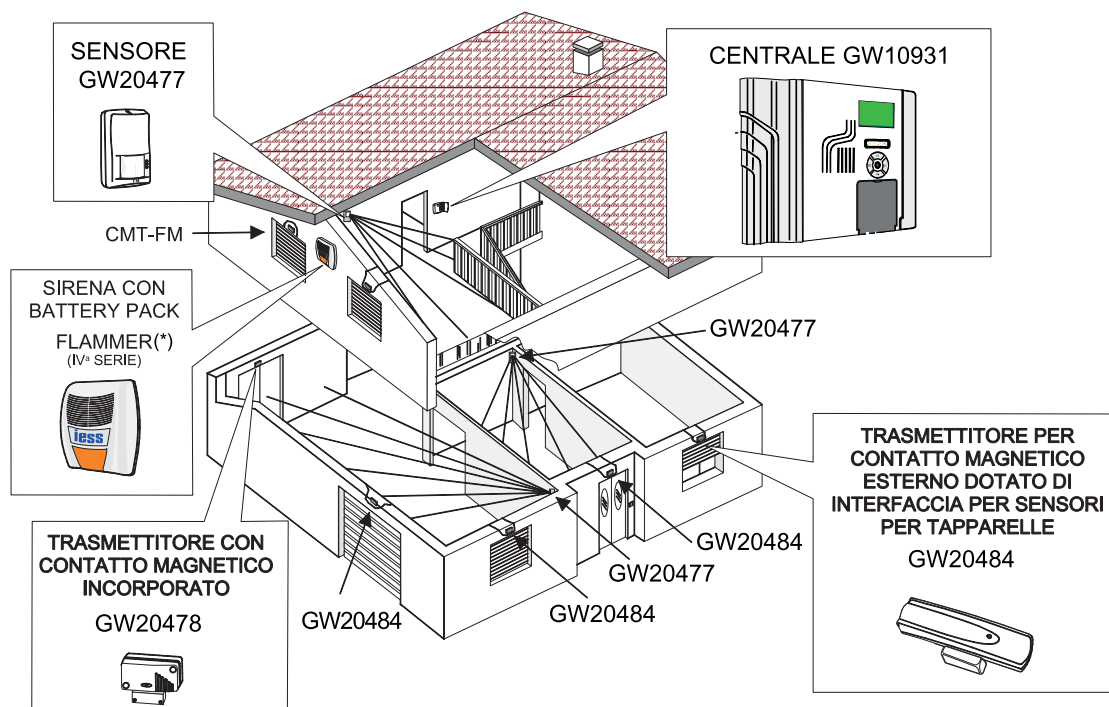 SENSORE
GW20477
CENTRALE GW10931
CMT-FM
SIRENA CON
BATTERY PACK
FLAMMER(*)
(IVª SERIE)
iess
GW20477
TRASMETTITORE PER
CONTATTO MAGNETICO
ESTERNO DOTATO DI
INTERFACCIA PER SENSORI
PER TAPPARELLE
GW20484
TRASMETTITORE CON
CONTATTO MAGNETICO
INCORPORATO
GW20478
GW20484
GW20484
GW20477
GW20484